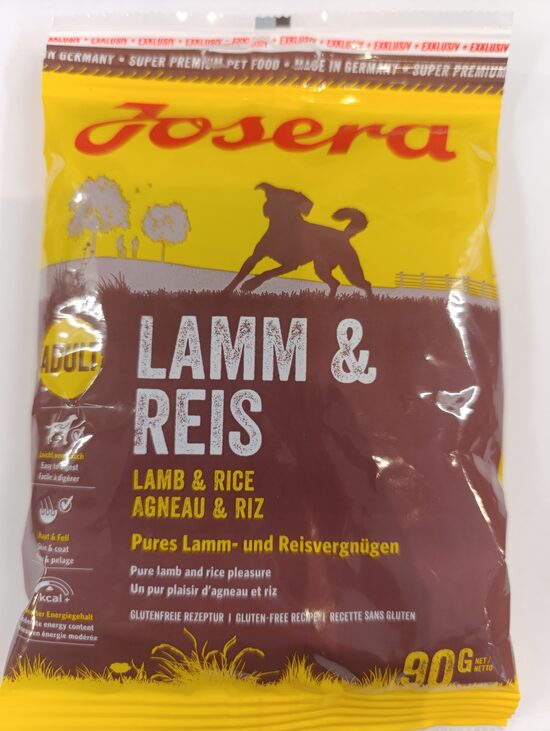 EXKLUSIV • EXKLUSIV • EXKLUSIV • EXKLUSIV • EXKLUSIV • EXKLUSIV • EXKLUSIV • EXKLUSIV
GERMANY • SUPER PREMIUM PET FOOD • MADE IN GERMANY • SUPER PREMIUM
Josera
ADULT
LAMM &
REIS
LAMB & RICE
AGNEAU & RIZ
Pures Lamm- und Reisvergnügen
Pure lamb and rice pleasure
Un pur plaisir d'agneau et riz
GLUTENFREIE REZEPTUR | GLUTEN-FREE RECIPE | RECETTE SANS GLUTEN
Easy to digest
Facile à digérer
Haut & Fell
Skin & coat
& pelage
kcal +
Energiegehalt
energy content
en énergie modérée
90G NET/
NETTO